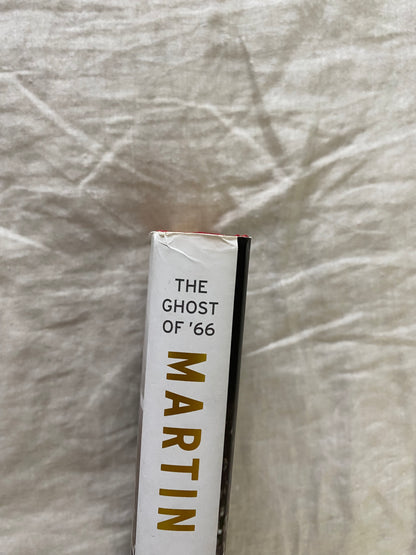 THE
GHOST
OF '66
MARTIN